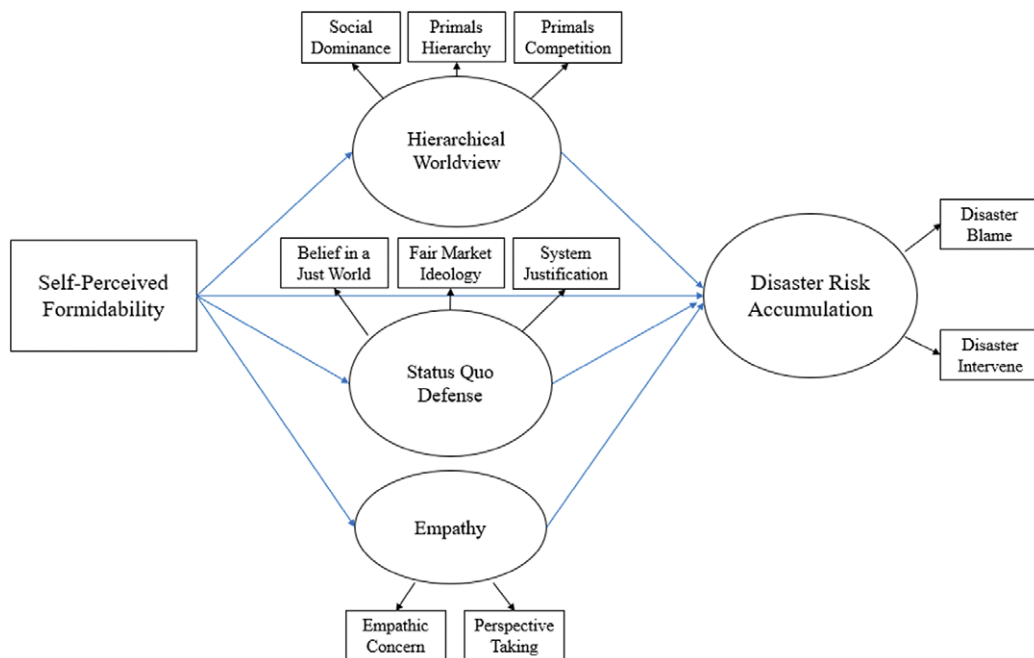 Social
Dominance
Primals
Hierarchy
Primals
Competition
Hierarchical
Worldview
Belief in a
Just World
Fair Market
Ideology
System
Justification
Self-Perceived
Formidability
Status Quo
Defense
Disaster Risk
Accumulation
Disaster
Blame
Disaster
Intervene
Empathy
Empathic
Concern
Perspective
Taking